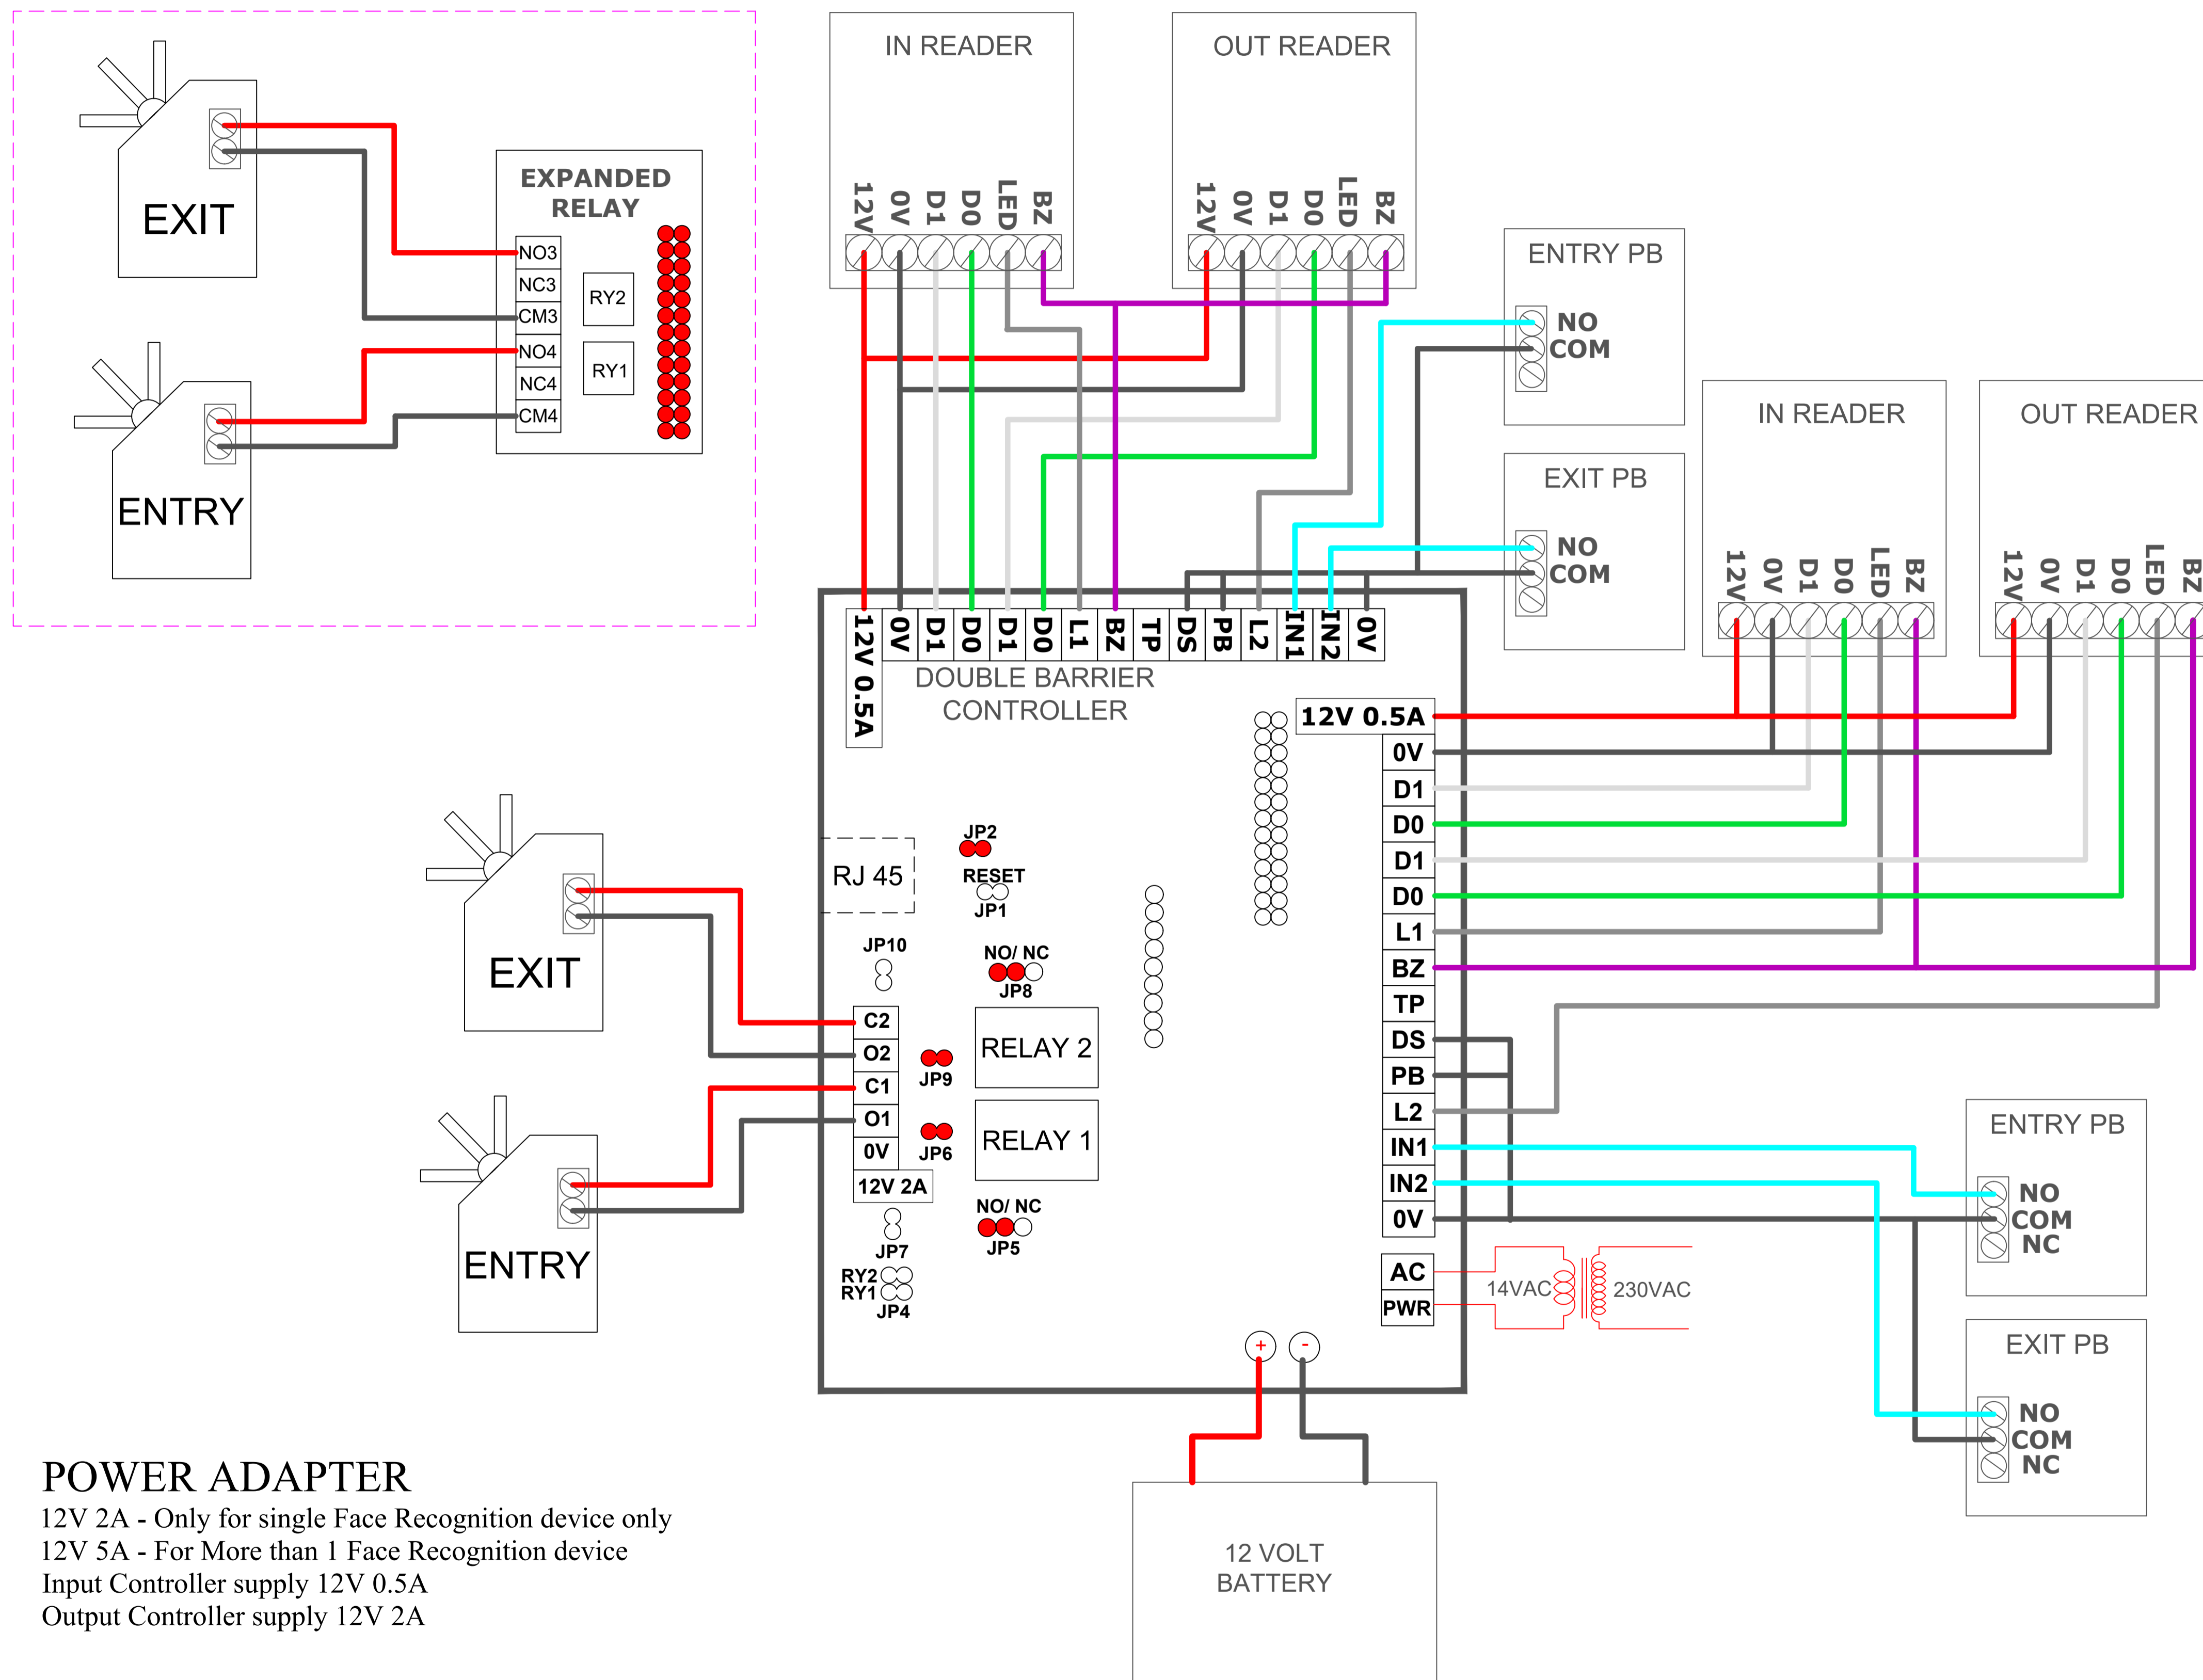 EXIT
EXPANDED
RELAY
NO3
NC3
CM3
NO4
NC4
CM4
RY2
RY1
ENTRY
IN READER
12V
0V
D1
D0
LED
BZ
OUT READER
12V
0V
D1
D0
LED
BZ
ENTRY PB
NO
COM
EXIT PB
NO
COM
IN READER
12V
0V
D1
D0
LED
BZ
OUT READER
12V
0V
D1
D0
LED
BZ
12V 0.5A
0V
D1
D0
D1
D0
L1
BZ
TP
DS
PB
L2
IN1
IN2
0V
DOUBLE BARRIER
CONTROLLER
12V 0.5A
0V
D1
D0
D1
D0
L1
BZ
TP
DS
PB
L2
IN1
IN2
0V
AC
PWR
14VAC
230VAC
RJ 45
JP2
RESET
JP1
JP10
NO/ NC
JP8
C2
O2
C1
O1
0V
12V 2A
JP9
JP6
RELAY 2
RELAY 1
NO/ NC
JP5
JP7
RY2
RY1
JP4
EXIT
ENTRY
ENTRY PB
NO
COM
NC
EXIT PB
NO
COM
NC
+
-
12 VOLT
BATTERY
POWER ADAPTER
12V 2A - Only for single Face Recognition device only
12V 5A - For More than 1 Face Recognition device
Input Controller supply 12V 0.5A
Output Controller supply 12V 2A